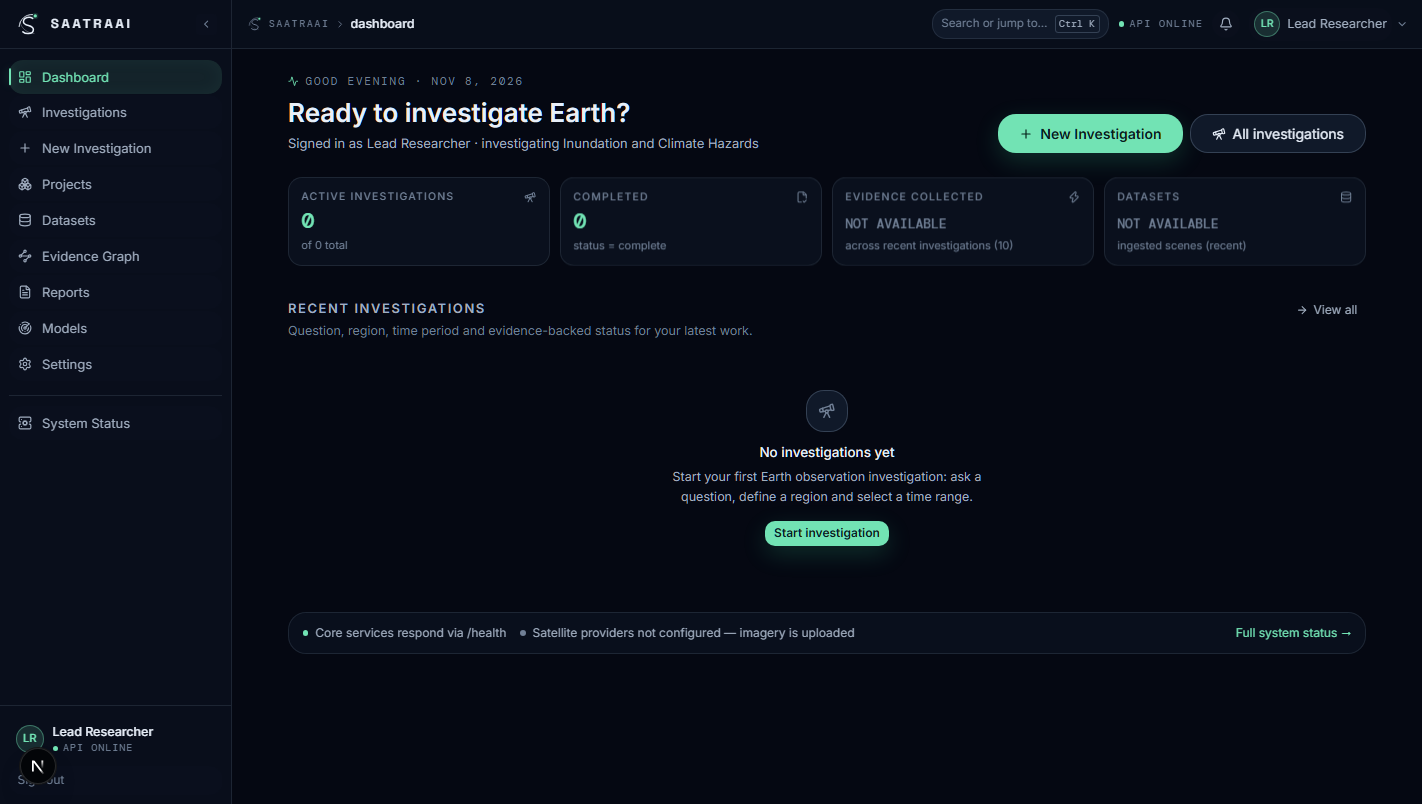 SAATRAAI
SAATRAAI
dashboard
Search or jump to...
Ctrl K
API ONLINE
LR
Lead Researcher
Dashboard
Investigations
New Investigation
Projects
Datasets
Evidence Graph
Reports
Models
Settings
System Status
GOOD EVENING · NOV 8, 2026
Ready to investigate Earth?
Signed in as Lead Researcher · investigating Inundation and Climate Hazards
+ New Investigation
All investigations
ACTIVE INVESTIGATIONS
0
of 0 total
COMPLETED
0
status = complete
EVIDENCE COLLECTED
NOT AVAILABLE
across recent investigations (10)
DATASETS
NOT AVAILABLE
ingested scenes (recent)
RECENT INVESTIGATIONS
→ View all
Question, region, time period and evidence-backed status for your latest work.
No investigations yet
Start your first Earth observation investigation: ask a
question, define a region and select a time range.
Start investigation
Core services respond via /health
Satellite providers not configured — imagery is uploaded
Full system status →
LR
Lead Researcher
API ONLINE
N